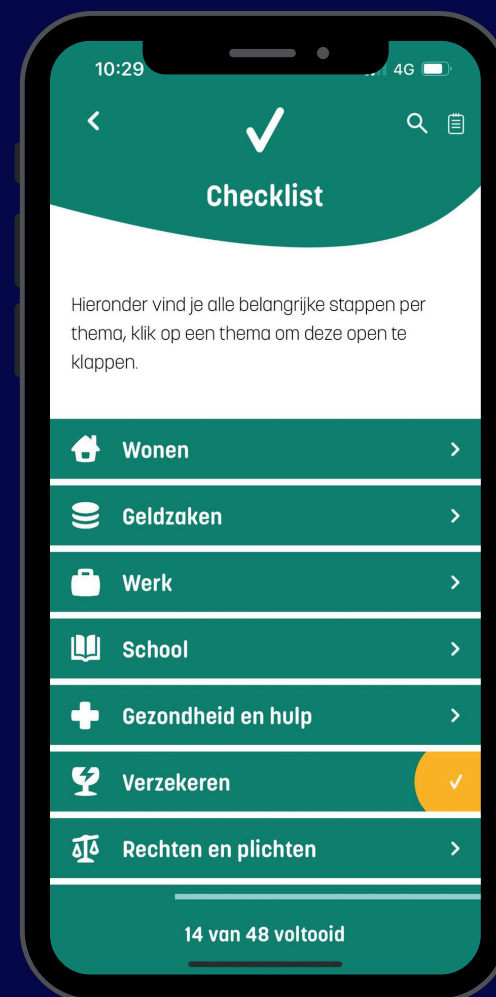 10:29
4G
Checklist
Hieronder vind je alle belangrijke stappen per
thema, klik op een thema om deze open te
klappen.
Wonen
Geldzaken
Werk
School
Gezondheid en hulp
Verzekeren
Rechten en plichten
14 van 48 voltooid